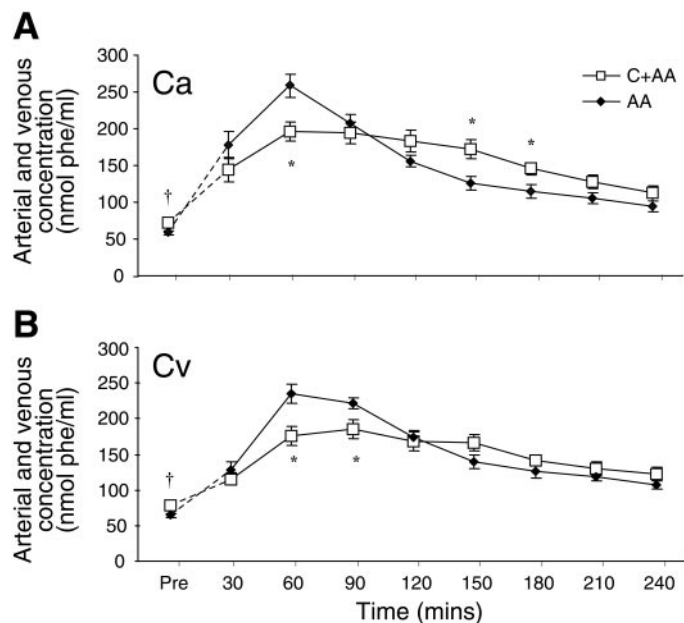 A
Ca
C+AA
AA
Arterial and venous
concentration
(nmol phe/ml)
300
250
200
150
100
50
0
†
*
*
*
B
Cv
Arterial and venous
concentration
(nmol phe/ml)
300
250
200
150
100
50
0
†
*
*
Pre 30 60 90 120 150 180 210 240
Time (mins)